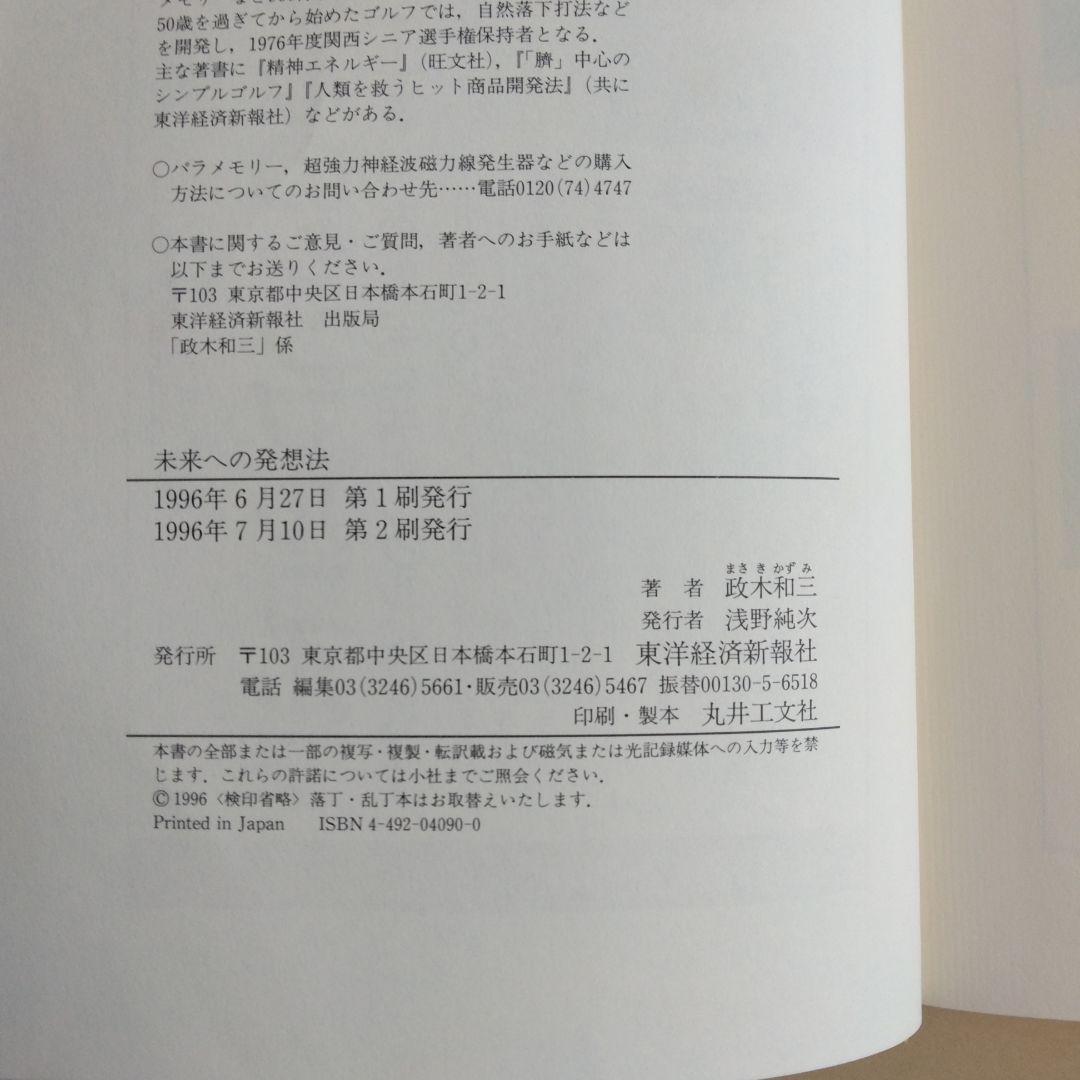 50歳を過ぎてから始めたゴルフでは，自然落下打法など
を開発し，1976年度関西シニア選手権保持者となる．
主な著書に『精神エネルギー』（旺文社），『「臍」中心の
シンプルゴルフ』『人類を救うヒット商品開発法』（共に
東洋経済新報社）などがある．
○パラメモリー，超強力神経波磁力線発生器などの購入
方法についてのお問い合わせ先……電話0120(74)4747
○本書に関するご意見・ご質問，著者へのお手紙などは
以下までお送りください．
〒103 東京都中央区日本橋本石町1-2-1
東洋経済新報社 出版局
「政木和三」係
未来への発想法
1996年6月27日 第1刷発行
1996年7月10日 第2刷発行
まさきかずみ
著 者 政木和三
発行者 浅野純次
発行所 〒103 東京都中央区日本橋本石町1-2-1 東洋経済新報社
電話 編集03(3246)5661・販売03(3246)5467 振替00130-5-6518
印刷・製本 丸井工文社
本書の全部または一部の複写・複製・転訳載および磁気または光記録媒体への入力等を禁
じます．これらの許諾については小社までご照会ください．
©1996〈検印省略〉落丁・乱丁本はお取替えいたします．
Printed in Japan ISBN 4-492-04090-0